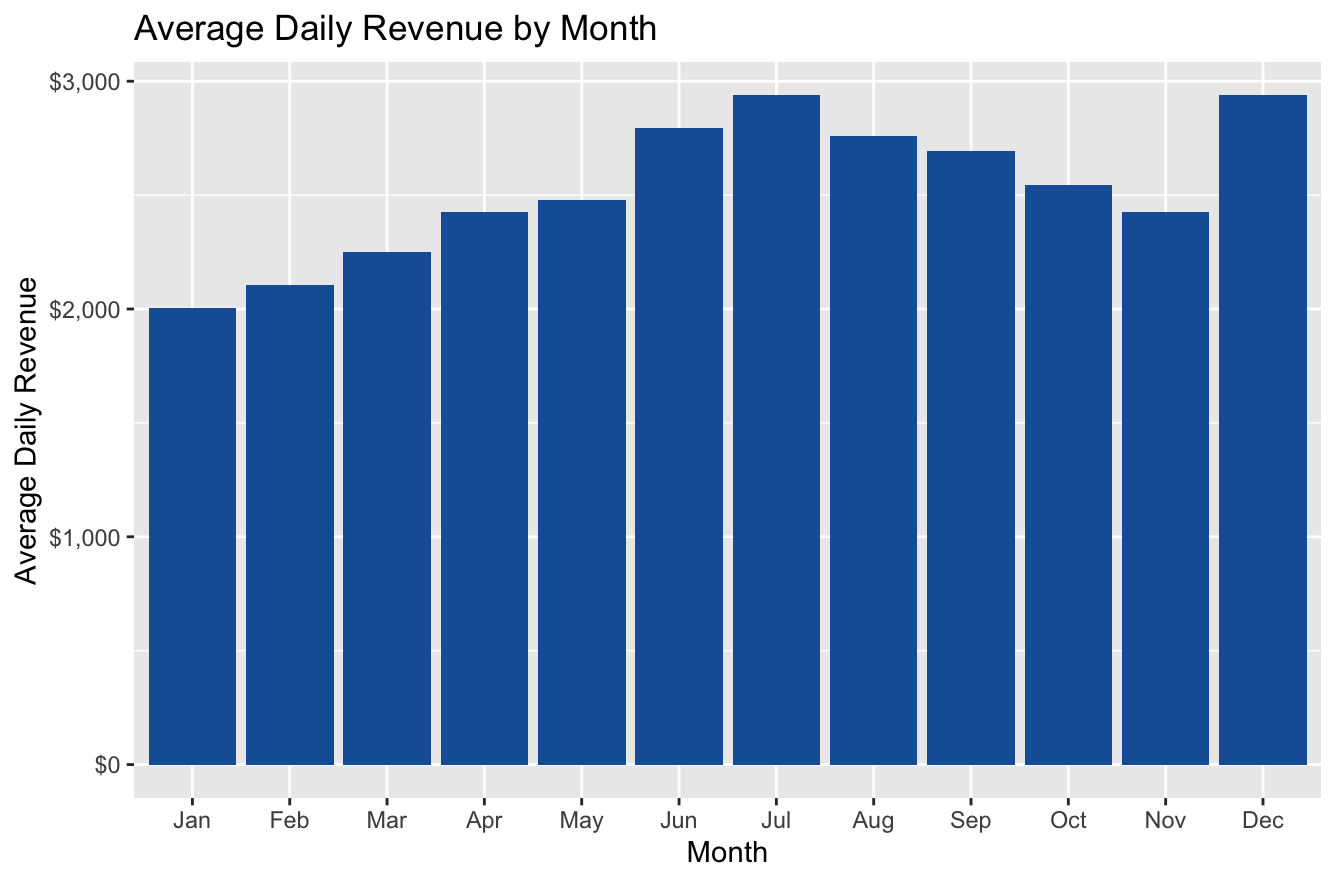 Average Daily Revenue by Month
Average Daily Revenue
$3,000
$2,000
$1,000
$0
Jan Feb Mar Apr May Jun Jul Aug Sep Oct Nov Dec
Month